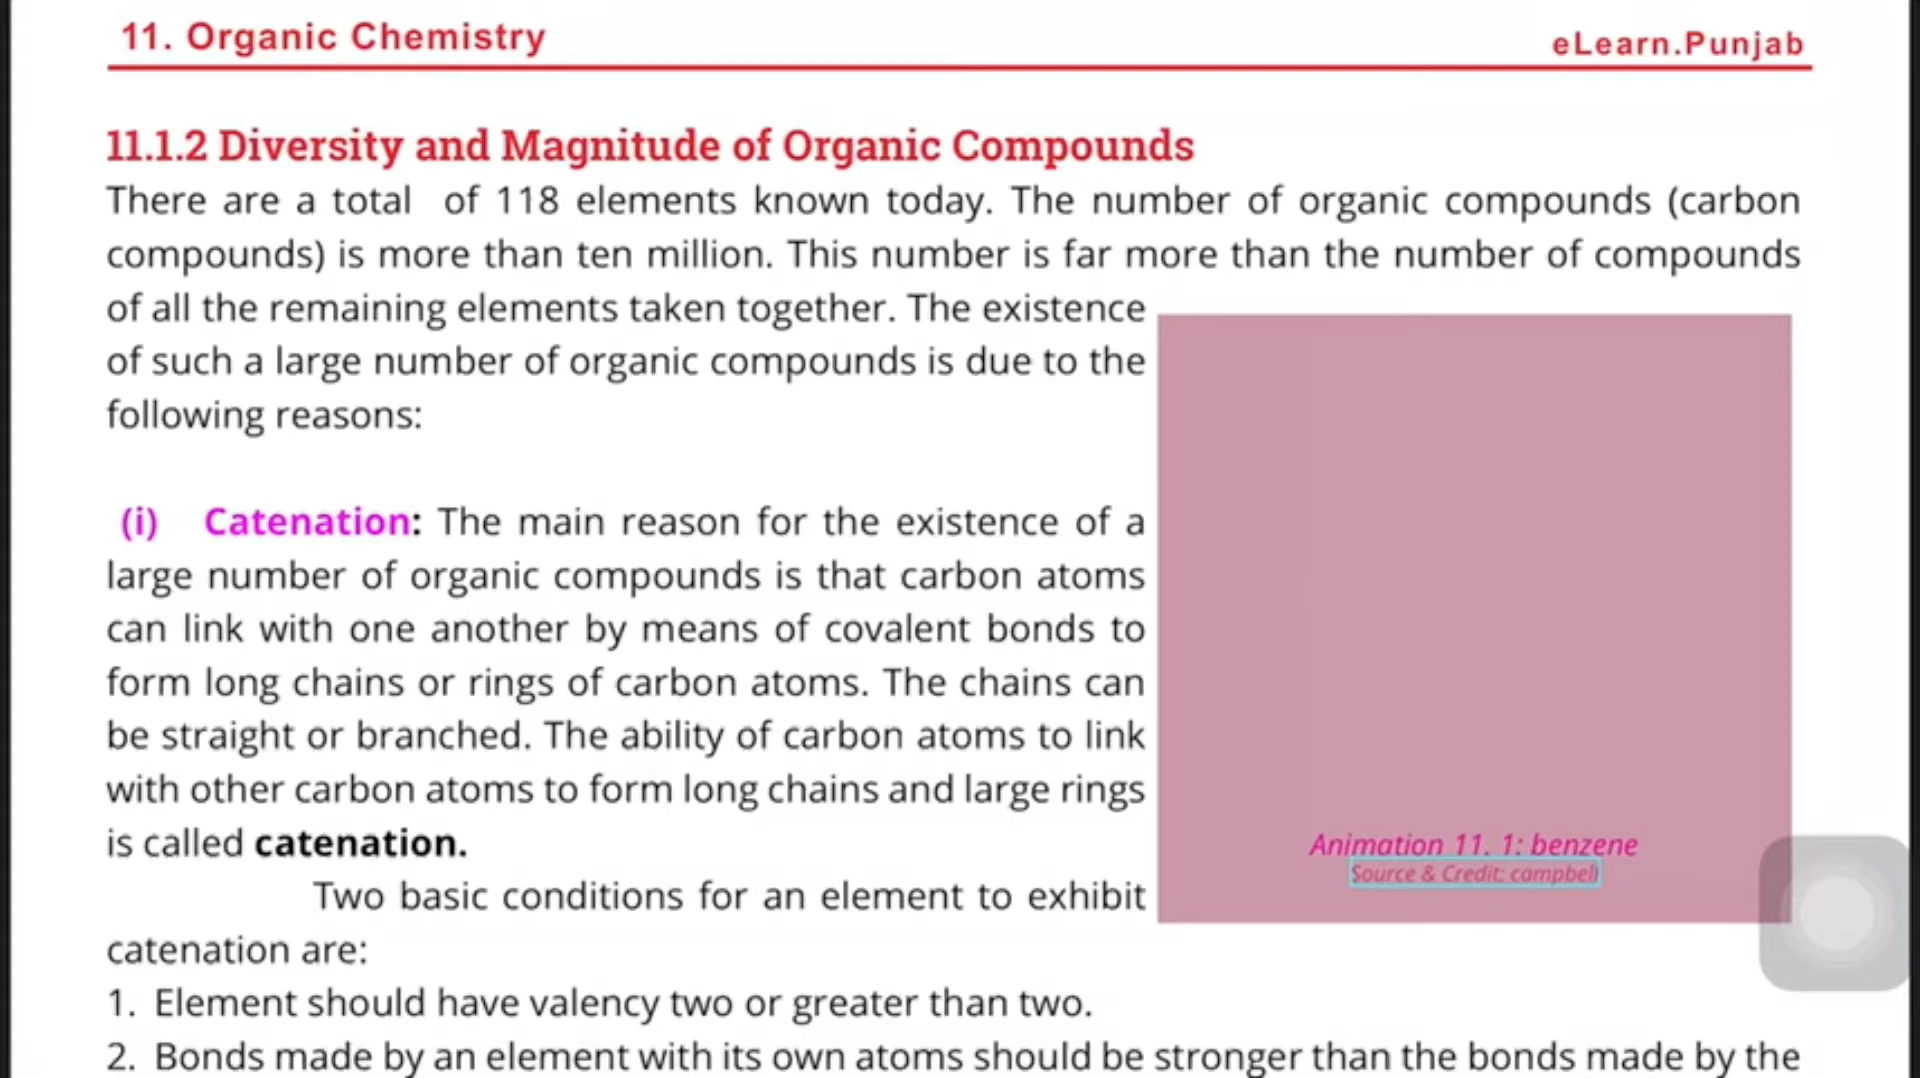 11. Organic Chemistry
eLearn.Punjab
11.1.2 Diversity and Magnitude of Organic Compounds
There are a total of 118 elements known today. The number of organic compounds (carbon
compounds) is more than ten million. This number is far more than the number of compounds
of all the remaining elements taken together. The existence
of such a large number of organic compounds is due to the
following reasons:
(i) Catenation: The main reason for the existence of a
large number of organic compounds is that carbon atoms
can link with one another by means of covalent bonds to
form long chains or rings of carbon atoms. The chains can
be straight or branched. The ability of carbon atoms to link
with other carbon atoms to form long chains and large rings
is called catenation.
Two basic conditions for an element to exhibit
catenation are:
1. Element should have valency two or greater than two.
2. Bonds made by an element with its own atoms should be stronger than the bonds made by the
Animation 11. 1: benzene
Source & Credit: campbell